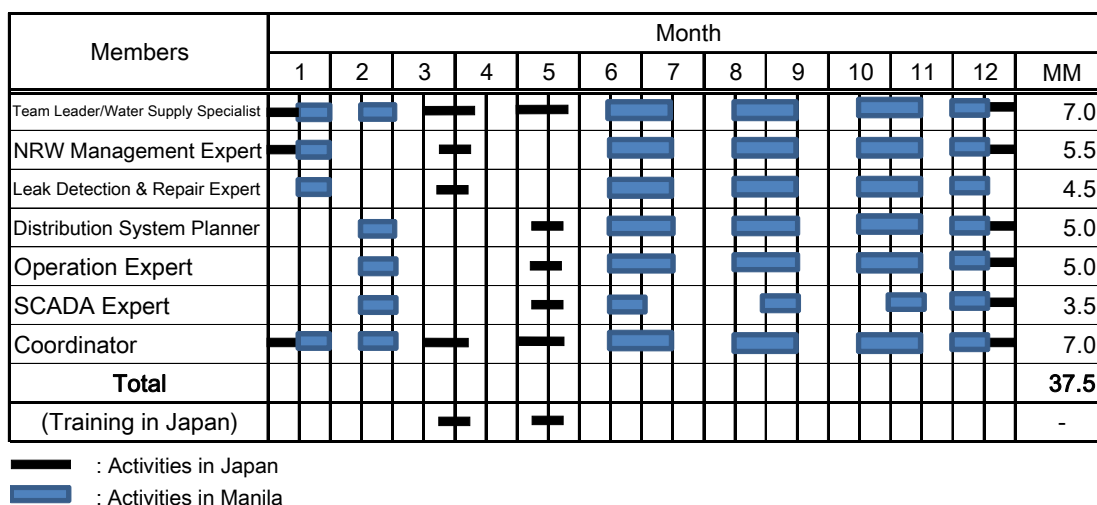 Members Month
1 2 3 4 5 6 7 8 9 10 11 12 MM
Team Leader/Water Supply Specialist 7.0
NRW Management Expert 5.5
Leak Detection & Repair Expert 4.5
Distribution System Planner 5.0
Operation Expert 5.0
SCADA Expert 3.5
Coordinator 7.0
Total 37.5
(Training in Japan) -
: Activities in Japan
: Activities in Manila